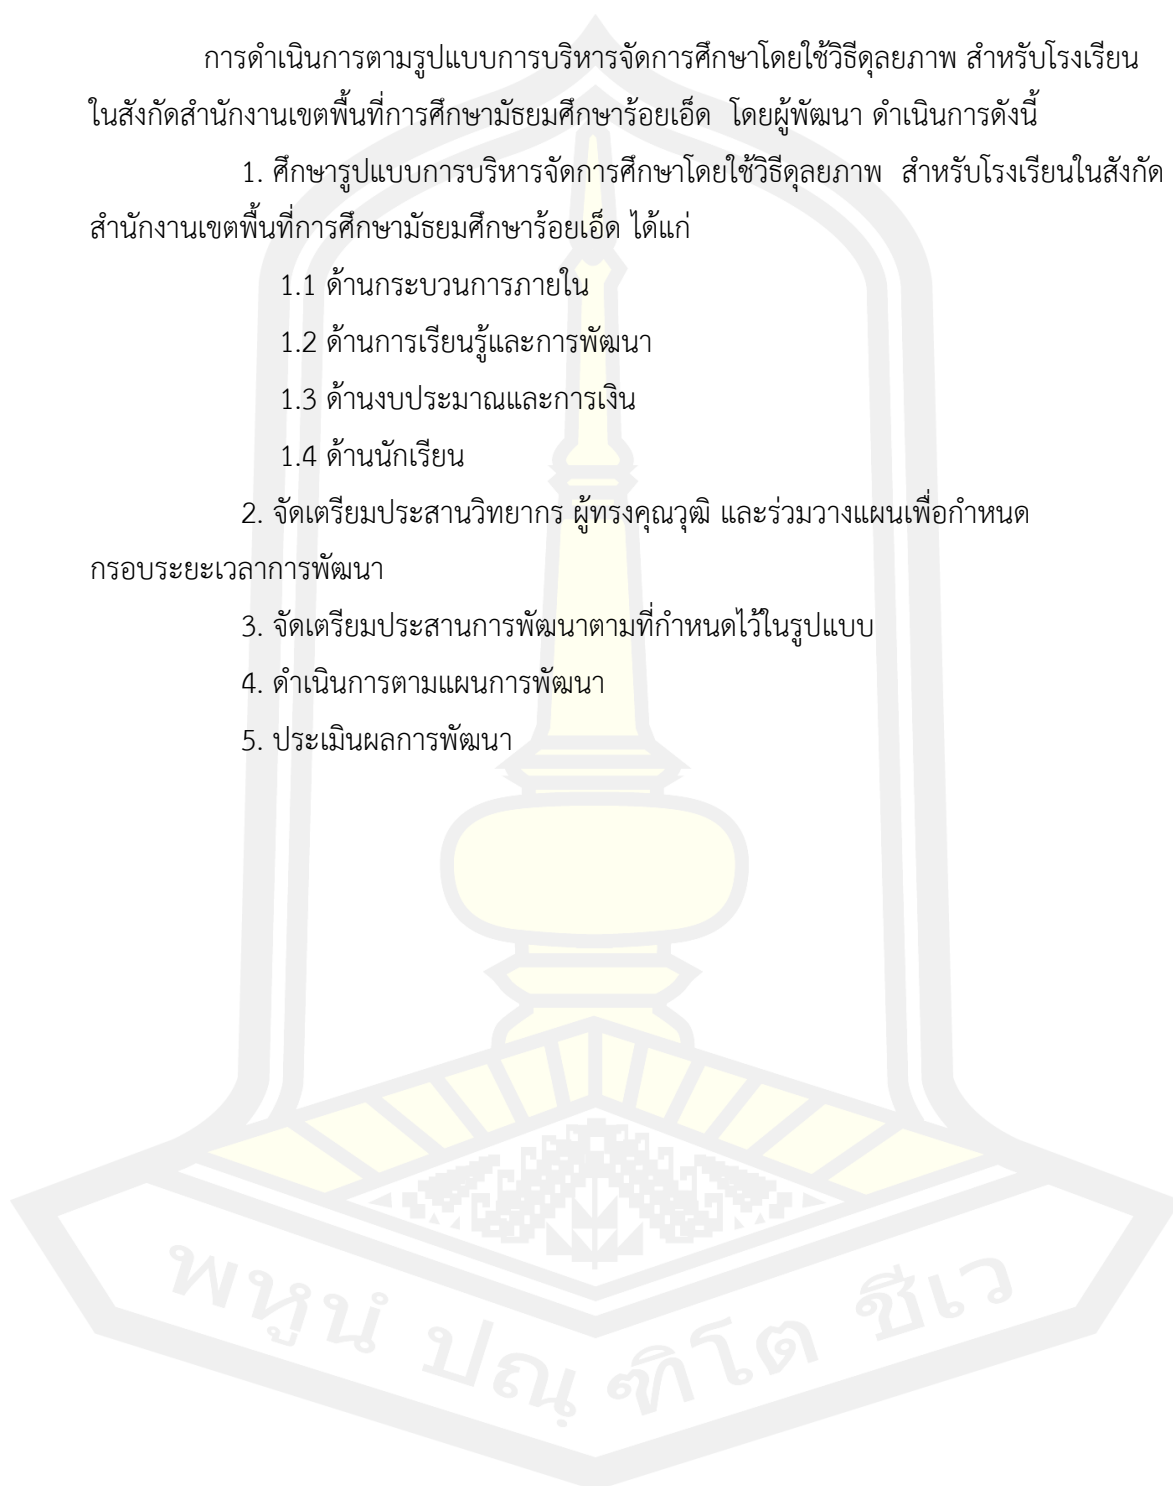 การดำเนินการตามรูปแบบการบริหารจัดการศึกษาโดยใช้วิธีดุลยภาพ สำหรับโรงเรียน
ในสังกัดสำนักงานเขตพื้นที่การศึกษามัธยมศึกษาร้อยเอ็ด โดยผู้พัฒนา ดำเนินการดังนี้
1. ศึกษารูปแบบการบริหารจัดการศึกษาโดยใช้วิธีดุลยภาพ สำหรับโรงเรียนในสังกัด
สำนักงานเขตพื้นที่การศึกษามัธยมศึกษาร้อยเอ็ด ได้แก่
1.1 ด้านกระบวนการภายใน
1.2 ด้านการเรียนรู้และการพัฒนา
1.3 ด้านงบประมาณและการเงิน
1.4 ด้านนักเรียน
2. จัดเตรียมประสานวิทยากร ผู้ทรงคุณวุฒิ และร่วมวางแผนเพื่อกำหนด
กรอบระยะเวลาการพัฒนา
3. จัดเตรียมประสานการพัฒนาตามที่กำหนดไว้ในรูปแบบ
4. ดำเนินการตามแผนการพัฒนา
5. ประเมินผลการพัฒนา
พหูนํ ปณฺ ฑิโต ชีเว